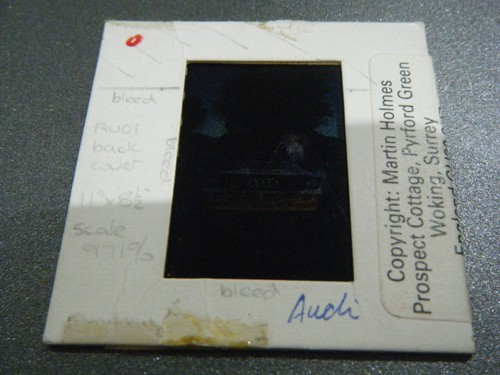 bleed
AUDI
back
cover
11"x8½"
Scale
971%
bleed
Audi
Copyright: Martin Holmes
Prospect Cottage, Pyrford Green
Woking, Surrey